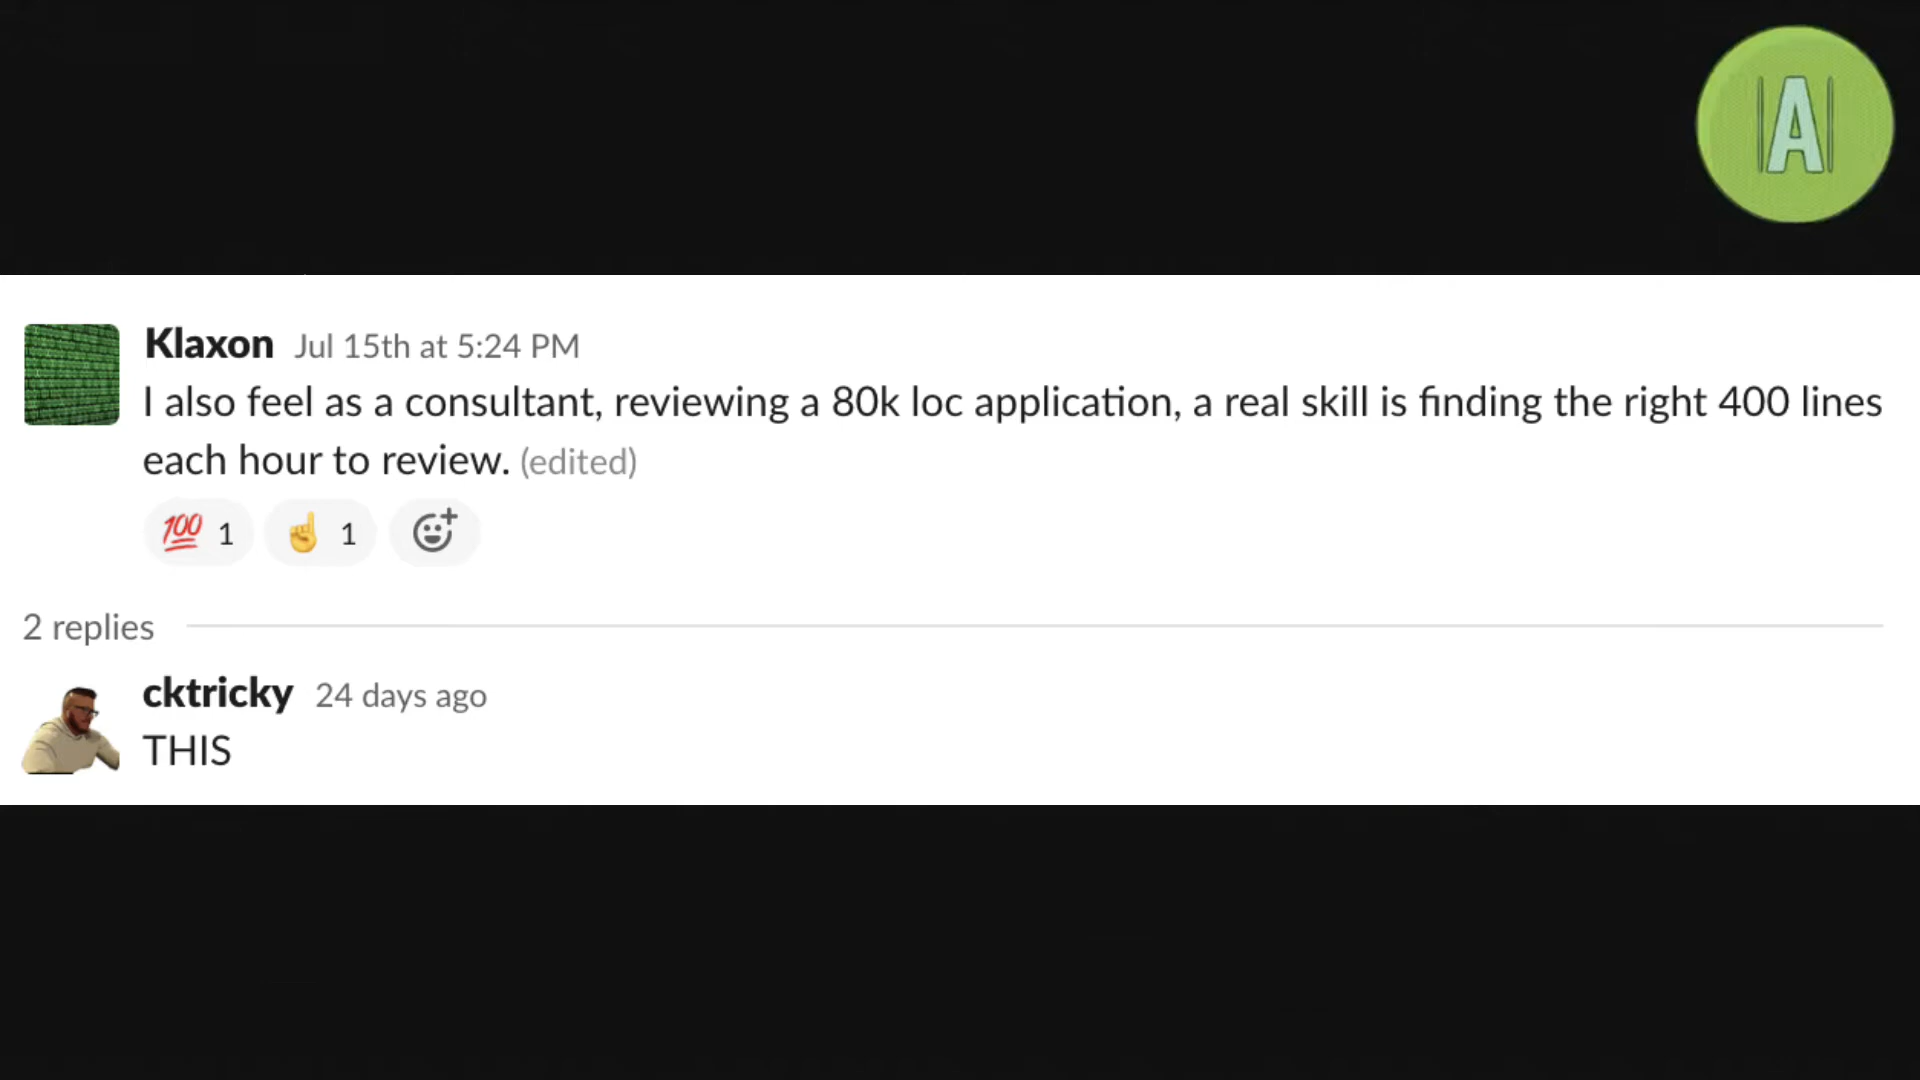 |A|
Klaxon Jul 15th at 5:24 PM
I also feel as a consultant, reviewing a 80k loc application, a real skill is finding the right 400 lines
each hour to review. (edited)
💯 1 ☝ 1
2 replies
cktricky 24 days ago
THIS